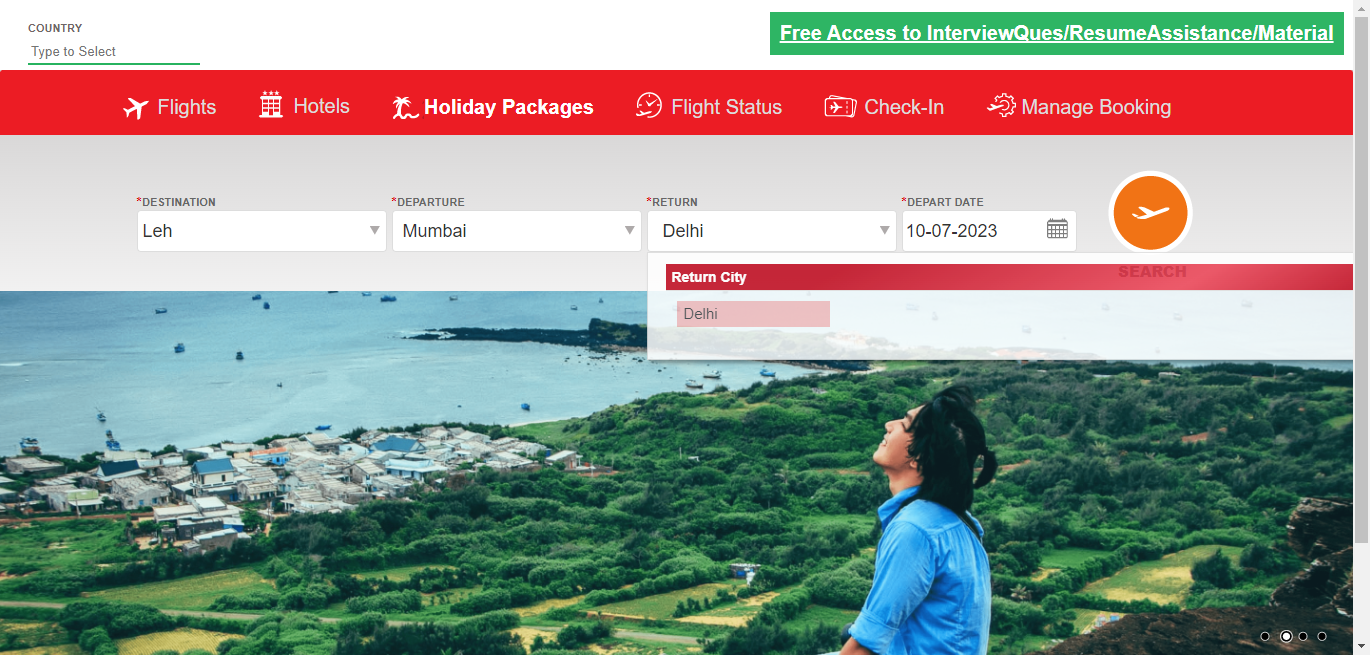 COUNTRY
Type to Select
Free Access to InterviewQues/ResumeAssistance/Material
Flights Hotels Holiday Packages Flight Status Check-In Manage Booking
*DESTINATION *DEPARTURE *RETURN *DEPART DATE
Leh Mumbai Delhi 10-07-2023
SEARCH
Return City
Delhi